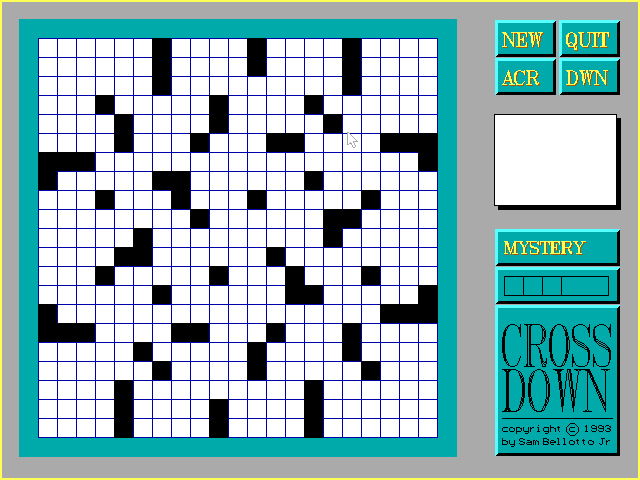 NEW QUIT
ACR DWN
MYSTERY
CROSS
DOWN
copyright © 1993
by Sam Bellotto Jr